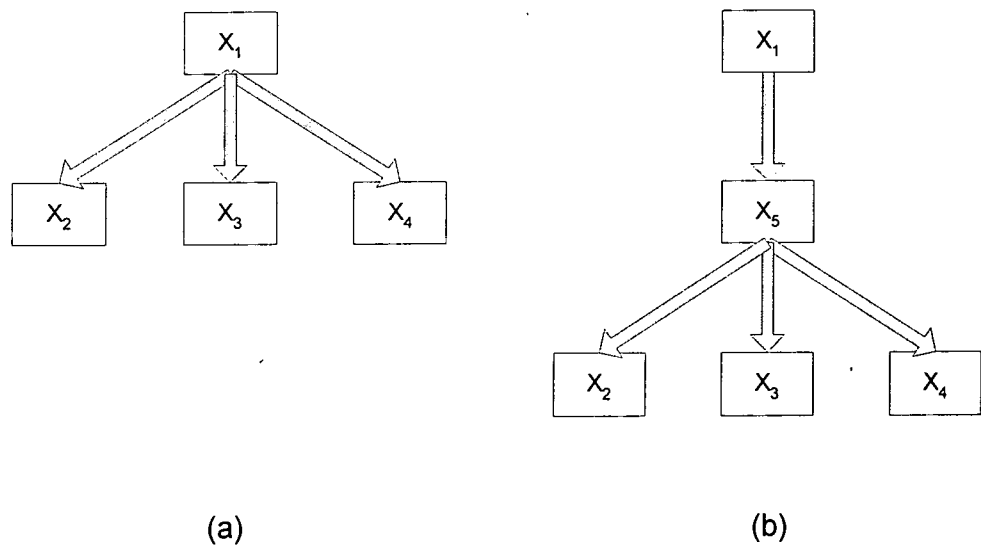 X₁
X₂ X₃ X₄
(a)
X₁
X₅
X₂ X₃ X₄
(b)